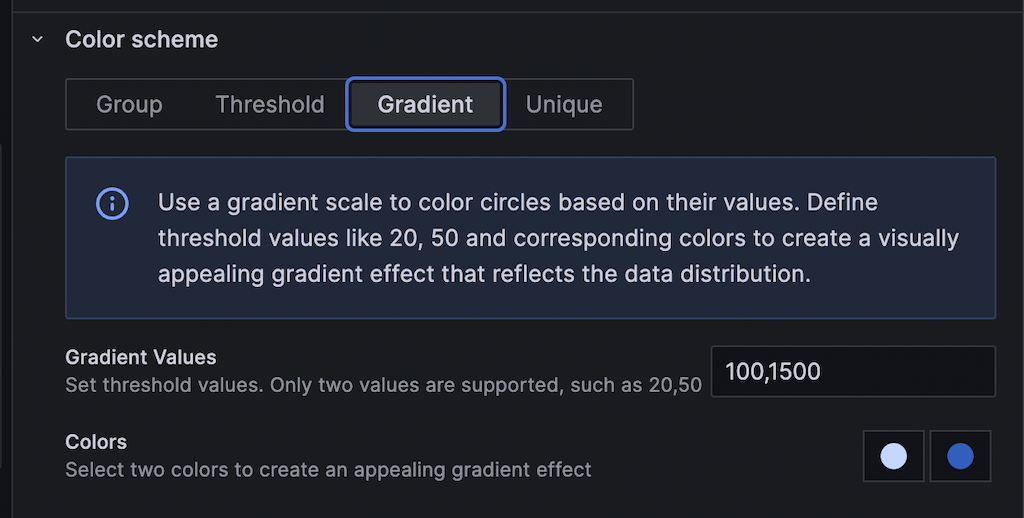 Color scheme
Group Threshold Gradient Unique
Use a gradient scale to color circles based on their values. Define
threshold values like 20, 50 and corresponding colors to create a visually
appealing gradient effect that reflects the data distribution.
Gradient Values
Set threshold values. Only two values are supported, such as 20,50
100,1500
Colors
Select two colors to create an appealing gradient effect